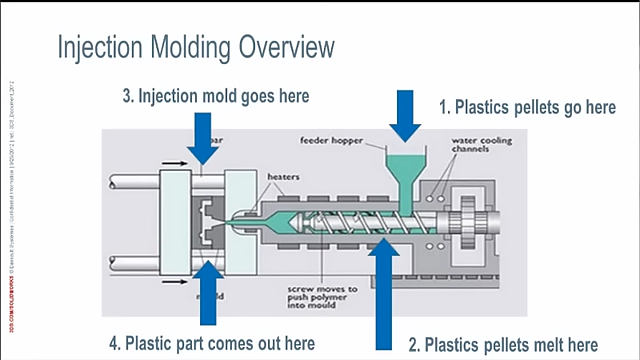 Injection Molding Overview
3. Injection mold goes here
1. Plastics pellets go here
feeder hopper
water cooling
channels
heaters
screw moves to
push polymer
into mould
4. Plastic part comes out here
2. Plastics pellets melt here